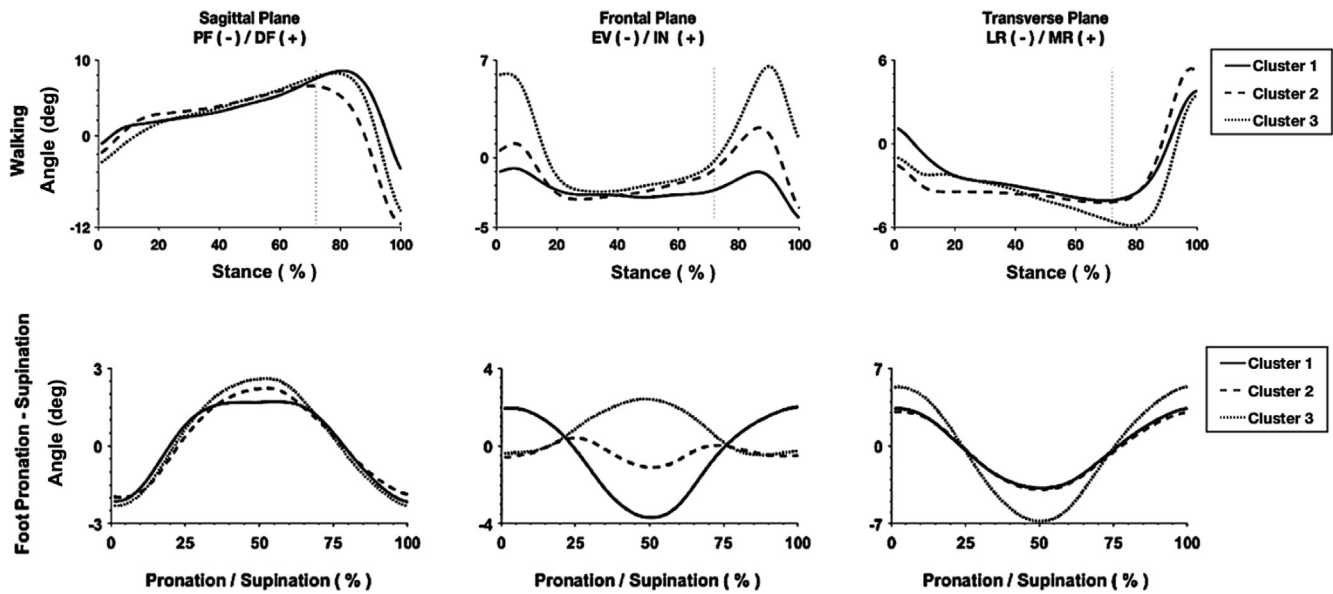 Sagittal Plane
PF ( - ) / DF ( + )
Frontal Plane
EV ( - ) / IN ( + )
Transverse Plane
LR ( - ) / MR ( + )
Walking
Angle (deg)
10
0
-12
0 20 40 60 80 100
Stance ( % )
7
0
-5
0 20 40 60 80 100
Stance ( % )
6
0
-6
0 20 40 60 80 100
Stance ( % )
Cluster 1
Cluster 2
Cluster 3
Foot Pronation - Supination
Angle (deg)
3
0
-3
0 25 50 75 100
Pronation / Supination ( % )
4
0
-4
0 25 50 75 100
Pronation / Supination ( % )
7
0
-7
0 25 50 75 100
Pronation / Supination ( % )
Cluster 1
Cluster 2
Cluster 3